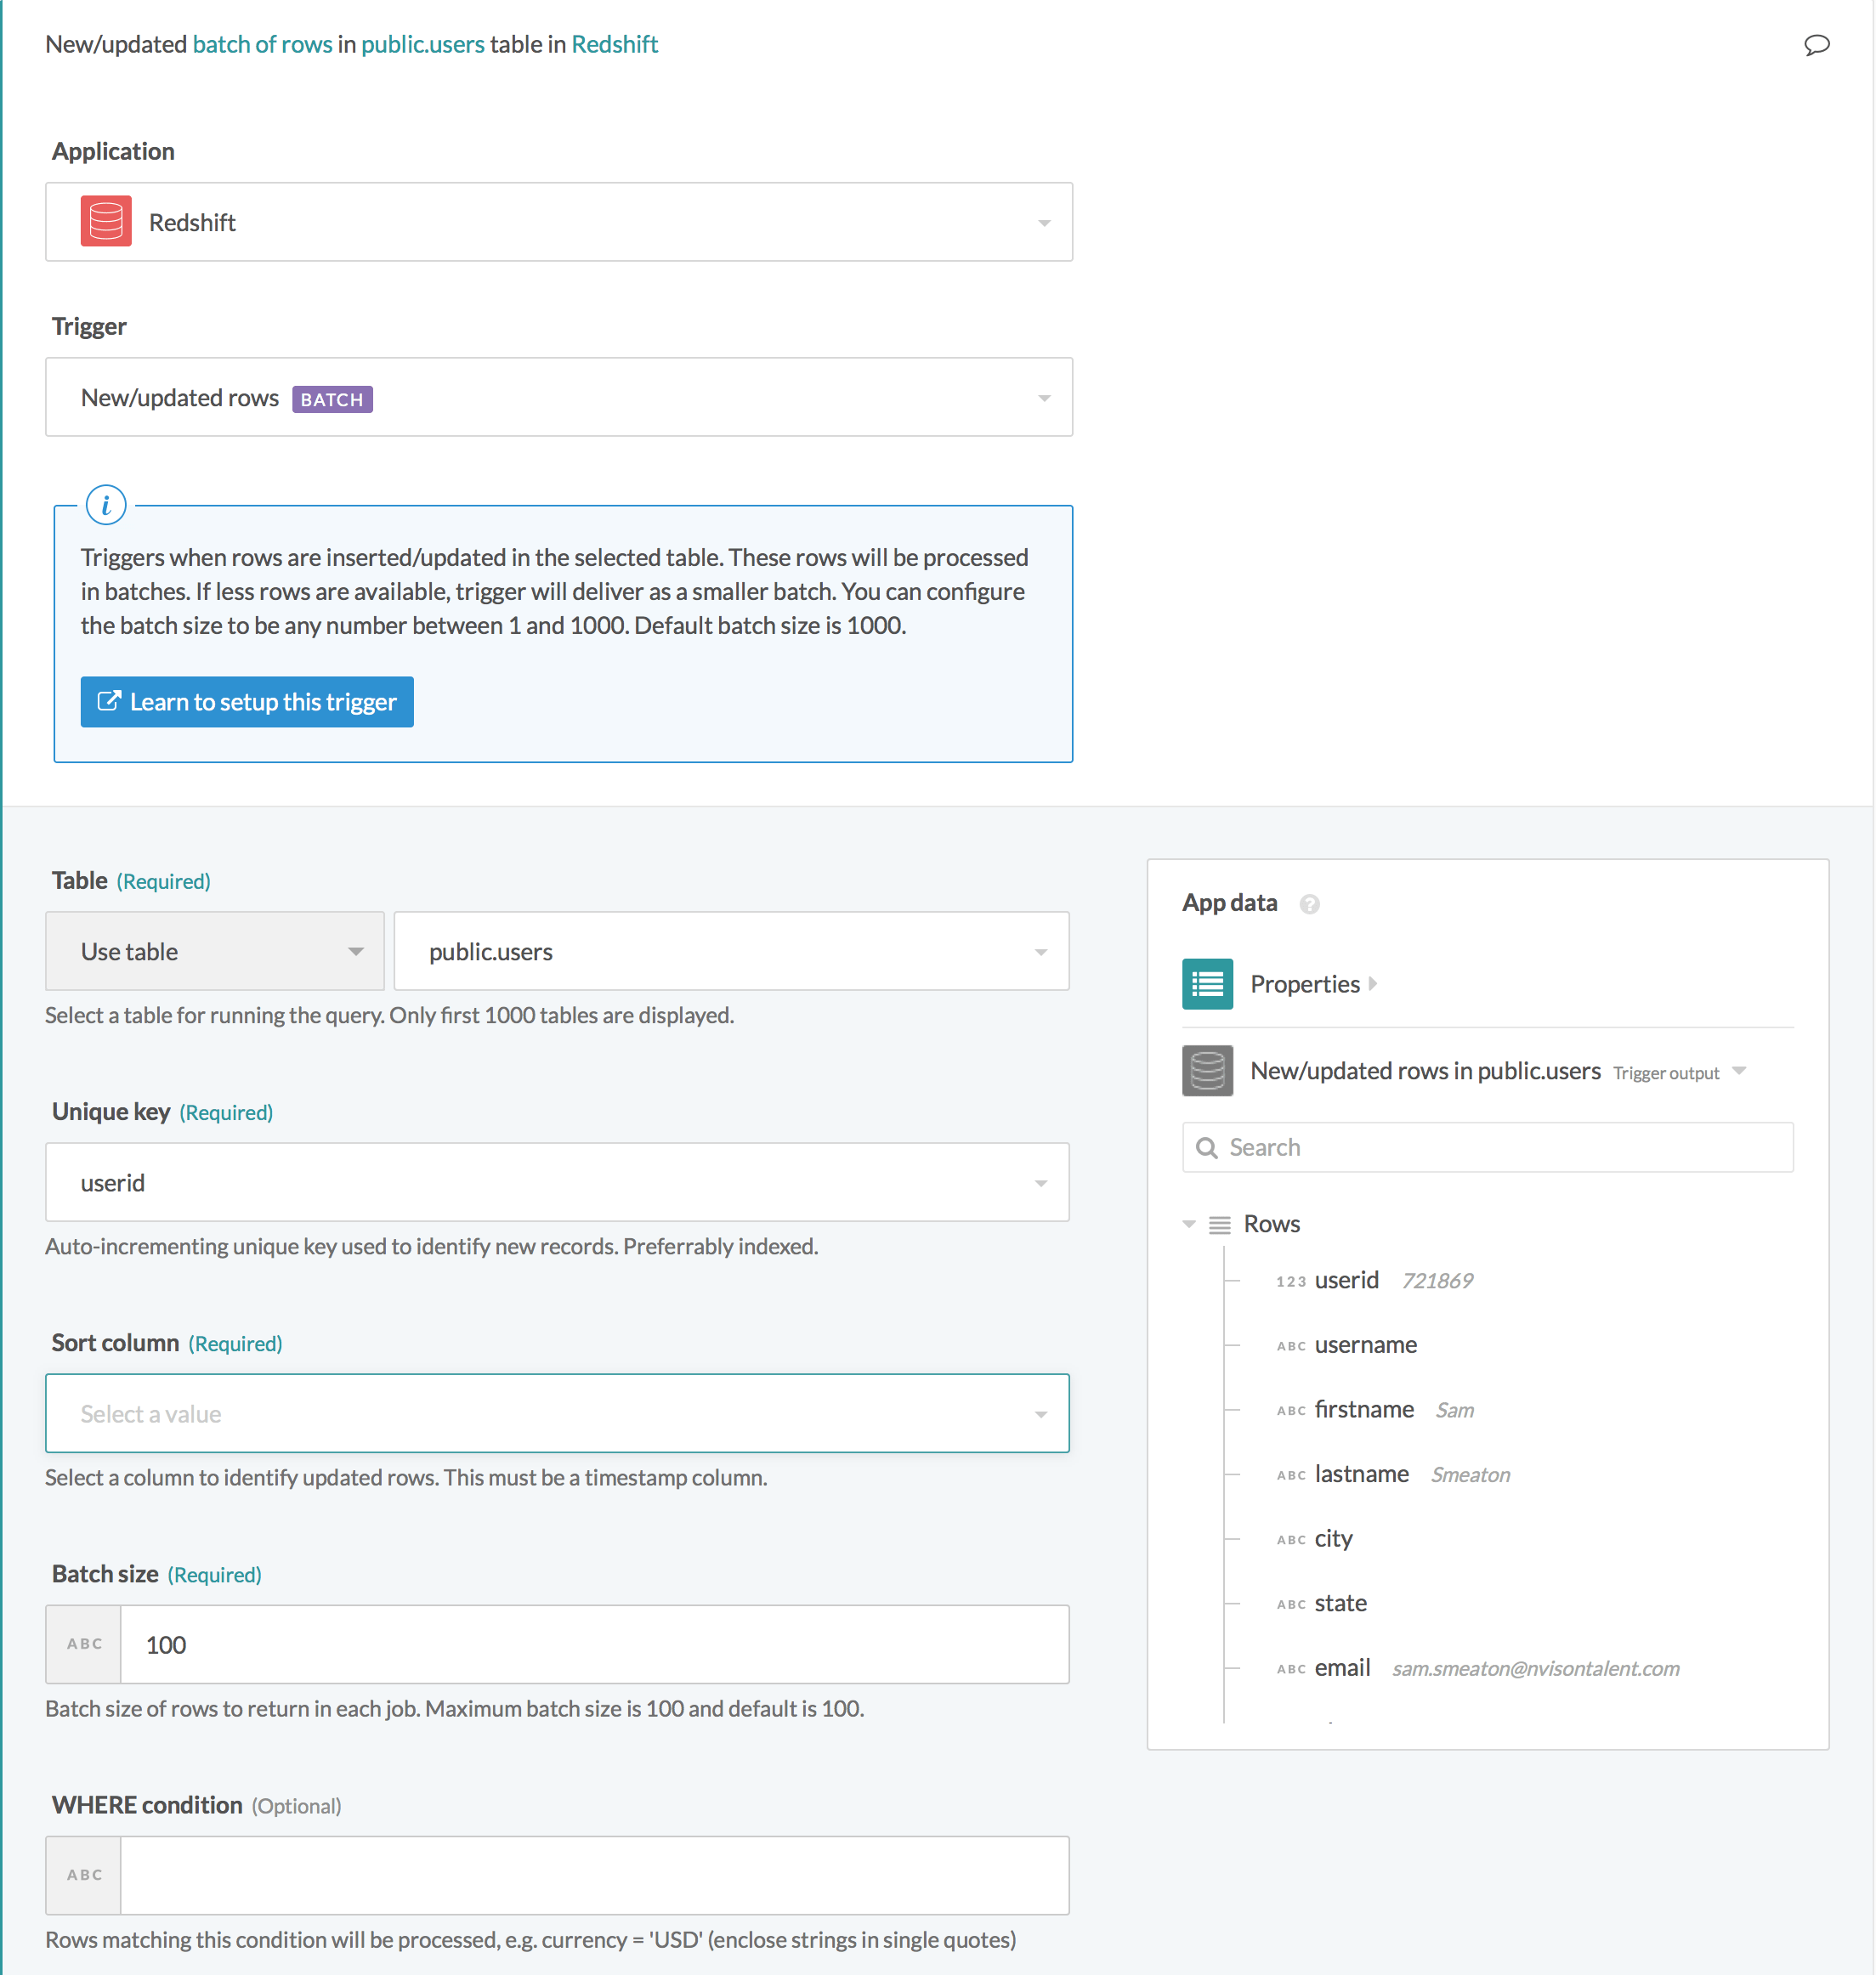 New/updated batch of rows in public.users table in Redshift
Application
Redshift
Trigger
New/updated rows BATCH
i
Triggers when rows are inserted/updated in the selected table. These rows will be processed
in batches. If less rows are available, trigger will deliver as a smaller batch. You can configure
the batch size to be any number between 1 and 1000. Default batch size is 1000.
Learn to setup this trigger
Table (Required)
Use table
public.users
Select a table for running the query. Only first 1000 tables are displayed.
Unique key (Required)
userid
Auto-incrementing unique key used to identify new records. Preferrably indexed.
Sort column (Required)
Select a value
Select a column to identify updated rows. This must be a timestamp column.
Batch size (Required)
ABC 100
Batch size of rows to return in each job. Maximum batch size is 100 and default is 100.
WHERE condition (Optional)
ABC
Rows matching this condition will be processed, e.g. currency = 'USD' (enclose strings in single quotes)
App data ?
Properties
New/updated rows in public.users Trigger output
Search
Rows
123 userid 721869
ABC username
ABC firstname Sam
ABC lastname Smeaton
ABC city
ABC state
ABC email sam.smeaton@nvisontalent.com